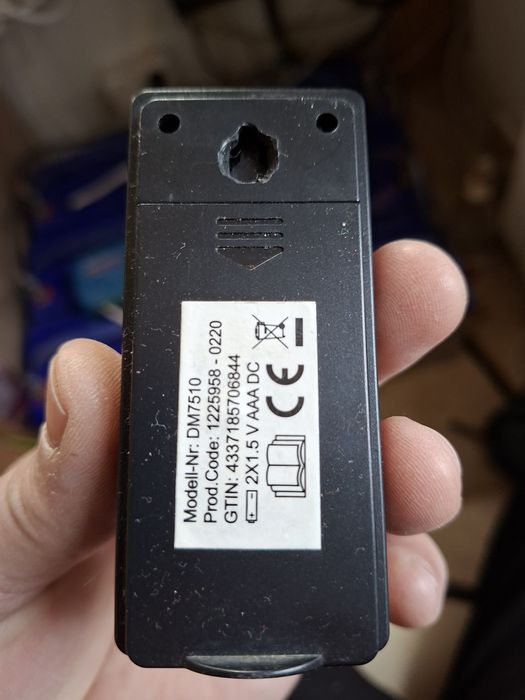 Modell-Nr: DM7510
Prod.Code: 1225958 - 0220
GTIN: 4337185706844
2X1.5 V AAA DC
CE